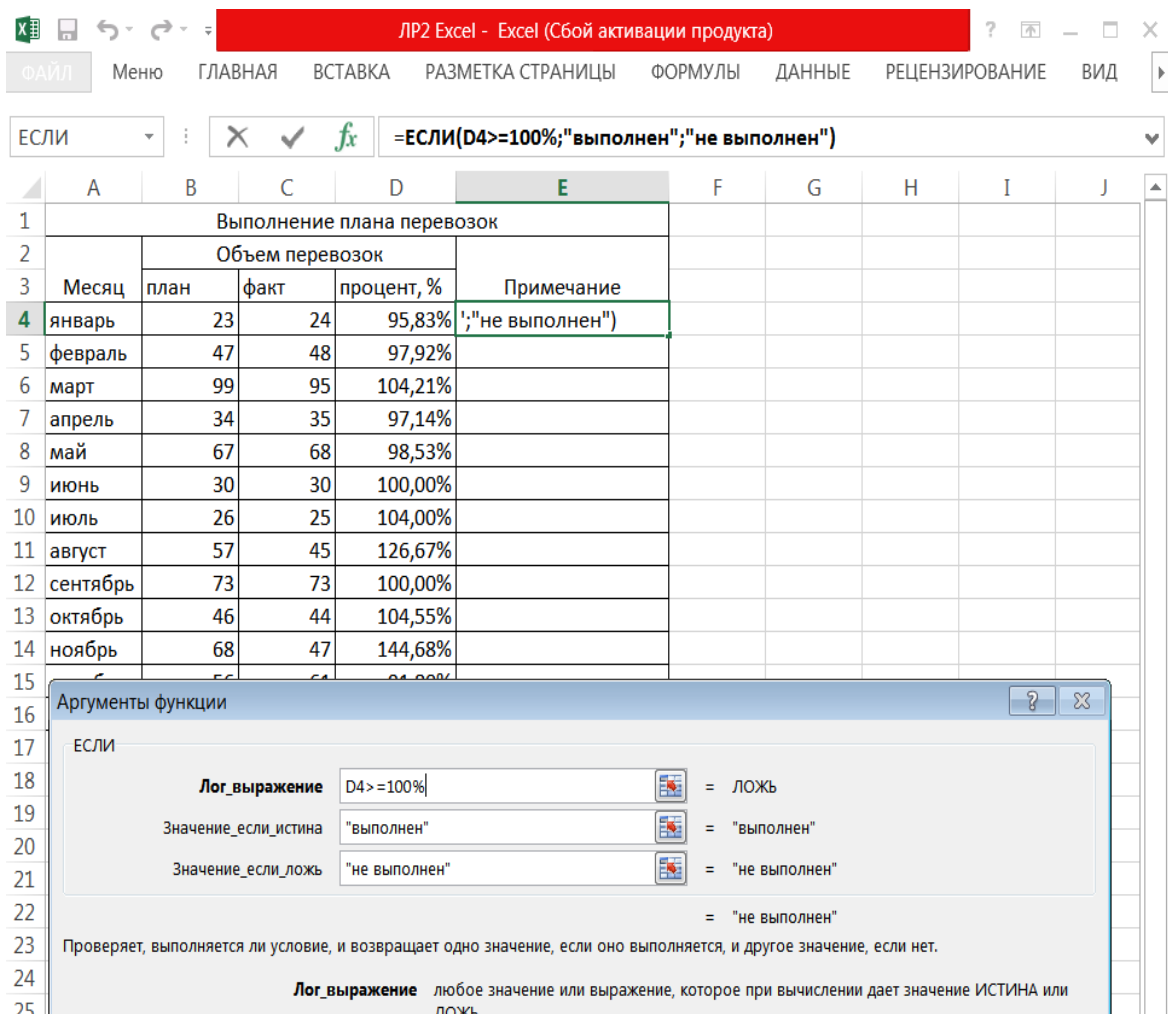 ЛР2 Excel - Excel (Сбой активации продукта) ?
ФАЙЛ Меню ГЛАВНАЯ ВСТАВКА РАЗМЕТКА СТРАНИЦЫ ФОРМУЛЫ ДАННЫЕ РЕЦЕНЗИРОВАНИЕ ВИД
ЕСЛИ fx =ЕСЛИ(D4>=100%;"выполнен";"не выполнен")
A B C D E F G H I J
1 Выполнение плана перевозок
2 Объем перевозок
3 Месяц план факт процент, % Примечание
4 январь 23 24 95,83% ";"не выполнен")
5 февраль 47 48 97,92%
6 март 99 95 104,21%
7 апрель 34 35 97,14%
8 май 67 68 98,53%
9 июнь 30 30 100,00%
10 июль 26 25 104,00%
11 август 57 45 126,67%
12 сентябрь 73 73 100,00%
13 октябрь 46 44 104,55%
14 ноябрь 68 47 144,68%
15
16 Аргументы функции ?
17 ЕСЛИ
18 Лог_выражение D4>=100% = ЛОЖЬ
19 Значение_если_истина "выполнен" = "выполнен"
20
21 Значение_если_ложь "не выполнен" = "не выполнен"
22 = "не выполнен"
23 Проверяет, выполняется ли условие, и возвращает одно значение, если оно выполняется, и другое значение, если нет.
24 Лог_выражение любое значение или выражение, которое при вычислении дает значение ИСТИНА или
25 ЛОЖЬ